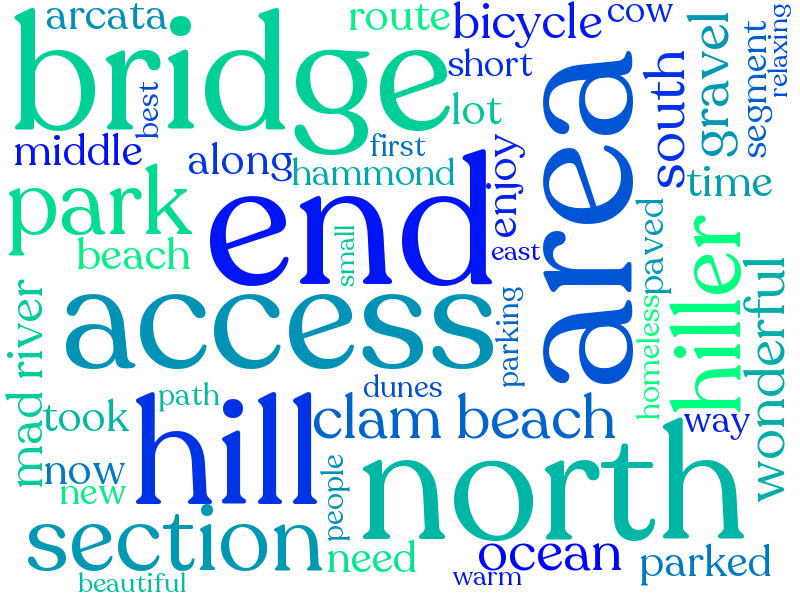 arcata
route
bicycle
cow
bridge
short
area
south
gravel
segment
relaxing
best
lot
middle
along
first
hammond
enjoy
time
park
end
beach
small
east
paved
hiller
wonderful
access
parking
homeless
mad river
path
dunes
took
hill
clam beach
way
now
new
people
north
section
need
ocean
parked
beautiful
warm